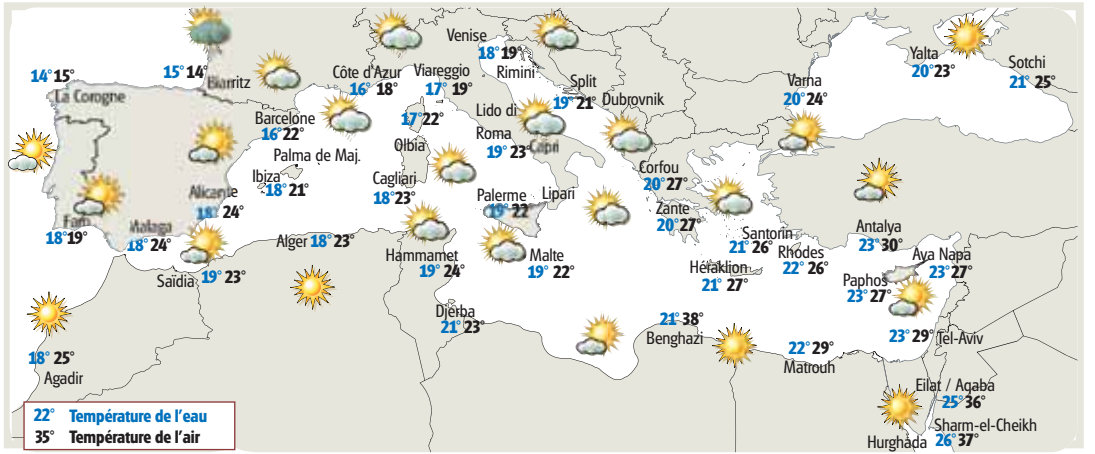 Venise
18° 19°
Rimini
Yalta
20° 23°
Sotchi
21° 25°
14° 15°
La Corogne
15° 14°
Biarritz
Côte d'Azur
16° 18°
Viareggio
17° 19°
Split
19° 21°
Dubrovnik
Varna
20° 24°
Barcelone
16° 22°
17° 22°
Olbia
Lido di
Roma
19° 23°
Capri
Palma de Maj.
Ibiza
18° 21°
Cagliari
18° 23°
Corfou
20° 27°
Alicante
18° 24°
Palerme
19° 22°
Lipari
Zante
20° 27°
Faro
18° 19°
Malaga
18° 24°
Alger 18° 23°
Santorin
21° 26°
Antalya
23° 30°
Rhodes
22° 26°
Saïdia
19° 23°
Hammamet
19° 24°
Malte
19° 22°
Héraklion
21° 27°
Aya Napa
23° 27°
Paphos
23° 27°
Djerba
21° 23°
21° 38°
Benghazi
23° 29°
Tel-Aviv
18° 25°
Agadir
22° 29°
Matrouh
Eilat / Aqaba
25° 36°
Sharm-el-Cheikh
Hurghada
26° 37°
22° Température de l'eau
35° Température de l'air